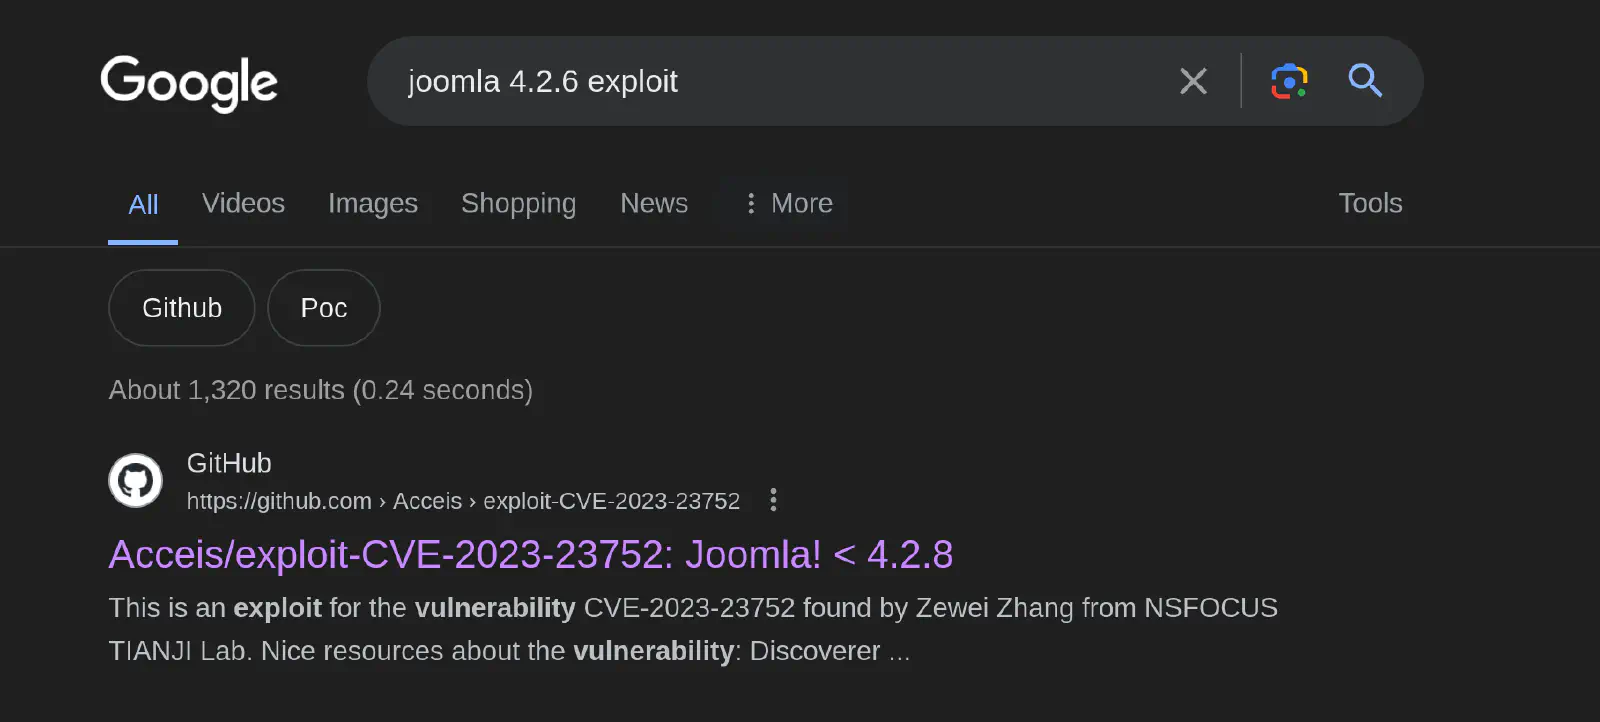 Google
joomla 4.2.6 exploit
All Videos Images Shopping News More Tools
Github Poc
About 1,320 results (0.24 seconds)
GitHub
https://github.com › Acceis › exploit-CVE-2023-23752
Acceis/exploit-CVE-2023-23752: Joomla! < 4.2.8
This is an exploit for the vulnerability CVE-2023-23752 found by Zewei Zhang from NSFOCUS
TIANJI Lab. Nice resources about the vulnerability: Discoverer ...